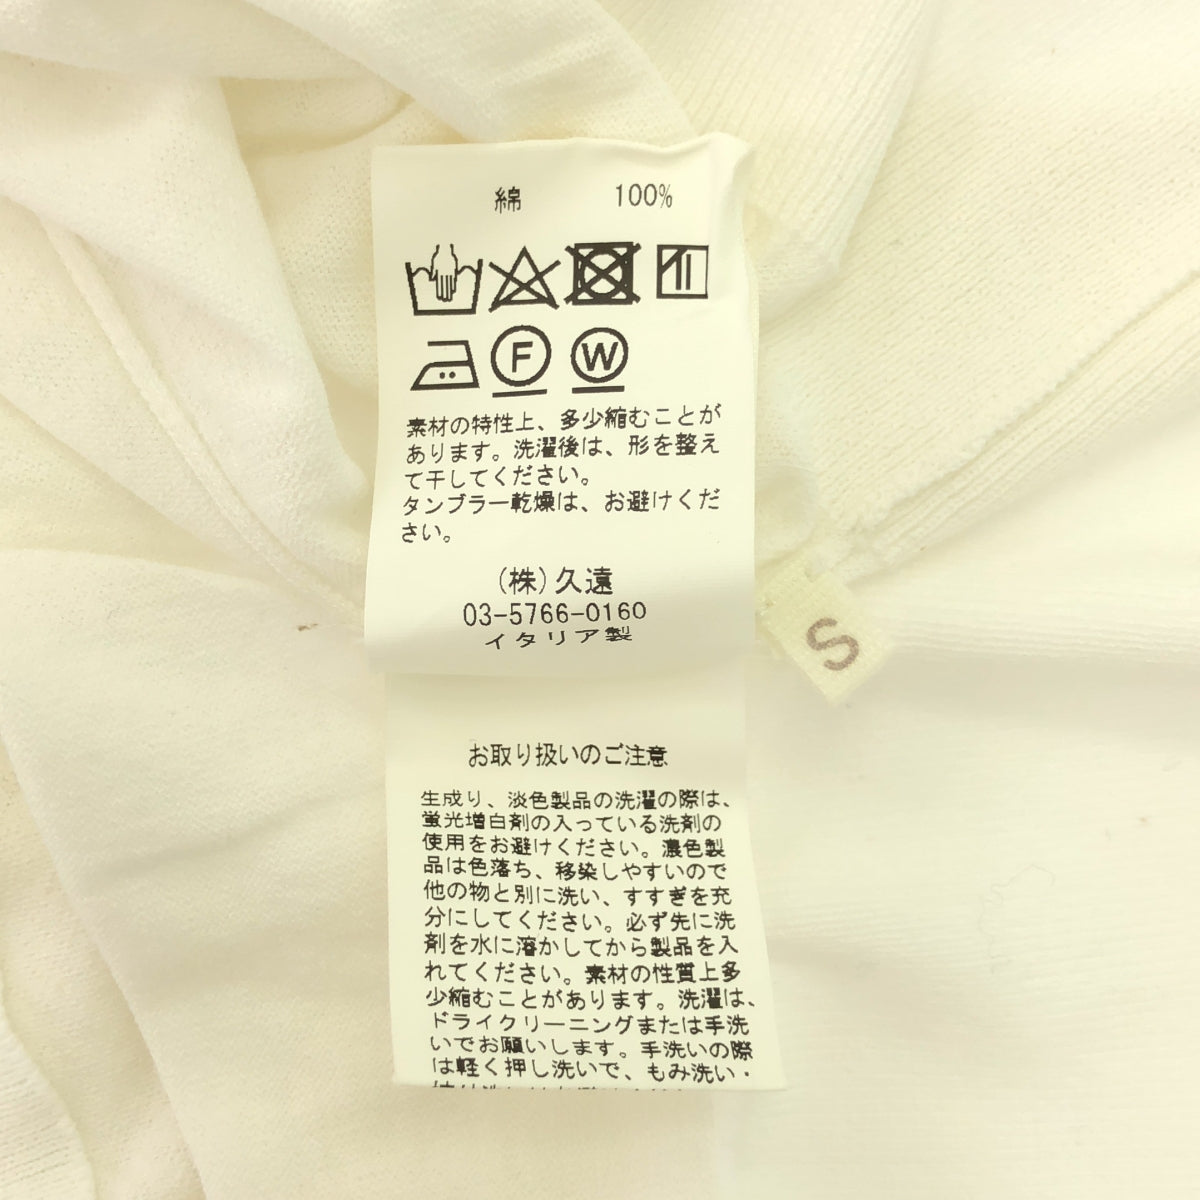 綿 100%
F W
素材の特性上、多少縮むことが
あります。洗濯後は、形を整え
て干してください。
タンブラー乾燥は、お避けくだ
さい。
(株)久遠
03-5766-0160
イタリア製
S
お取り扱いのご注意
生成り、淡色製品の洗濯の際は、
蛍光増白剤の入っている洗剤の
使用をお避けください。濃色製
品は色落ち、移染しやすいので
他の物と別に洗い、すすぎを充
分にしてください。必ず先に洗
剤を水に溶かしてから製品を入
れてください。素材の性質上多
少縮むことがあります。洗濯は、
ドライクリーニングまたは手洗
いでお願いします。手洗いの際
は軽く押し洗いで、もみ洗い・